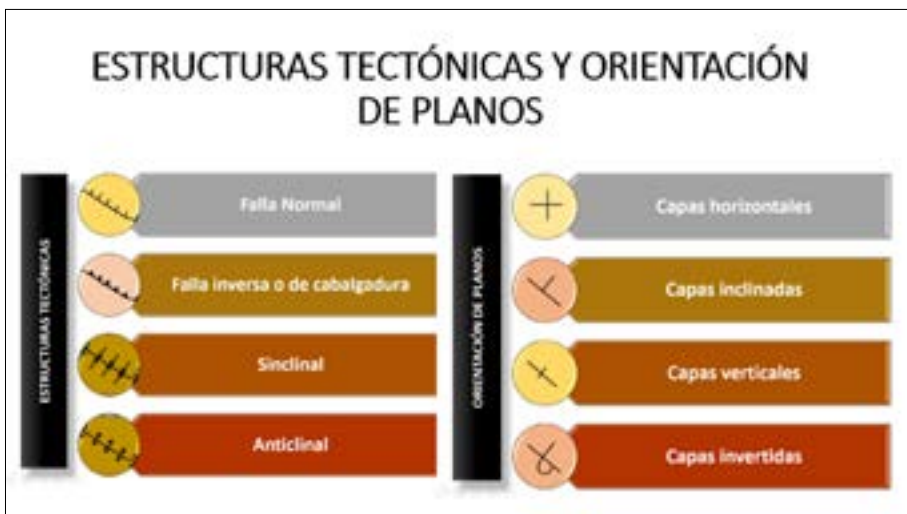 ESTRUCTURAS TECTÓNICAS Y ORIENTACIÓN
DE PLANOS
ESTRUCTURAS TECTÓNICAS
Falla Normal
Falla inversa o de cabalgadura
Sinclinal
Anticlinal
ORIENTACIÓN DE PLANOS
Capas horizontales
Capas inclinadas
Capas verticales
Capas invertidas